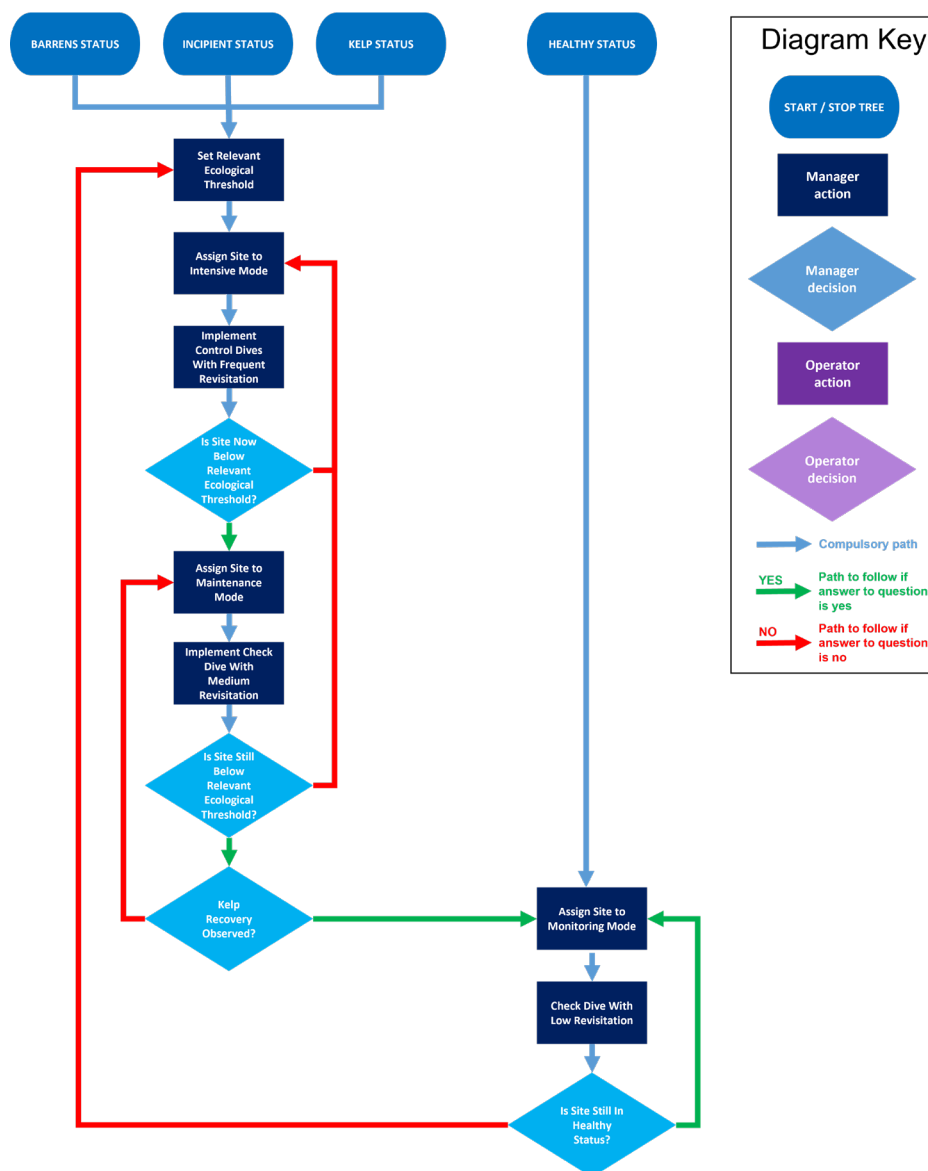 BARRENS STATUS
INCIPIENT STATUS
KELP STATUS
HEALTHY STATUS
Set Relevant
Ecological
Threshold
Assign Site to
Intensive Mode
Implement
Control Dives
With Frequent
Revisitation
Is Site Now
Below
Relevant
Ecological
Threshold?
Assign Site to
Maintenance
Mode
Implement Check
Dive With
Medium
Revisitation
Is Site Still
Below
Relevant
Ecological
Threshold?
Kelp
Recovery
Observed?
Assign Site to
Monitoring Mode
Check Dive With
Low Revisitation
Is Site Still In
Healthy
Status?
Diagram Key
START / STOP TREE
Manager
action
Manager
decision
Operator
action
Operator
decision
Compulsory path
YES
Path to follow if
answer to question
is yes
NO
Path to follow if
answer to question
is no